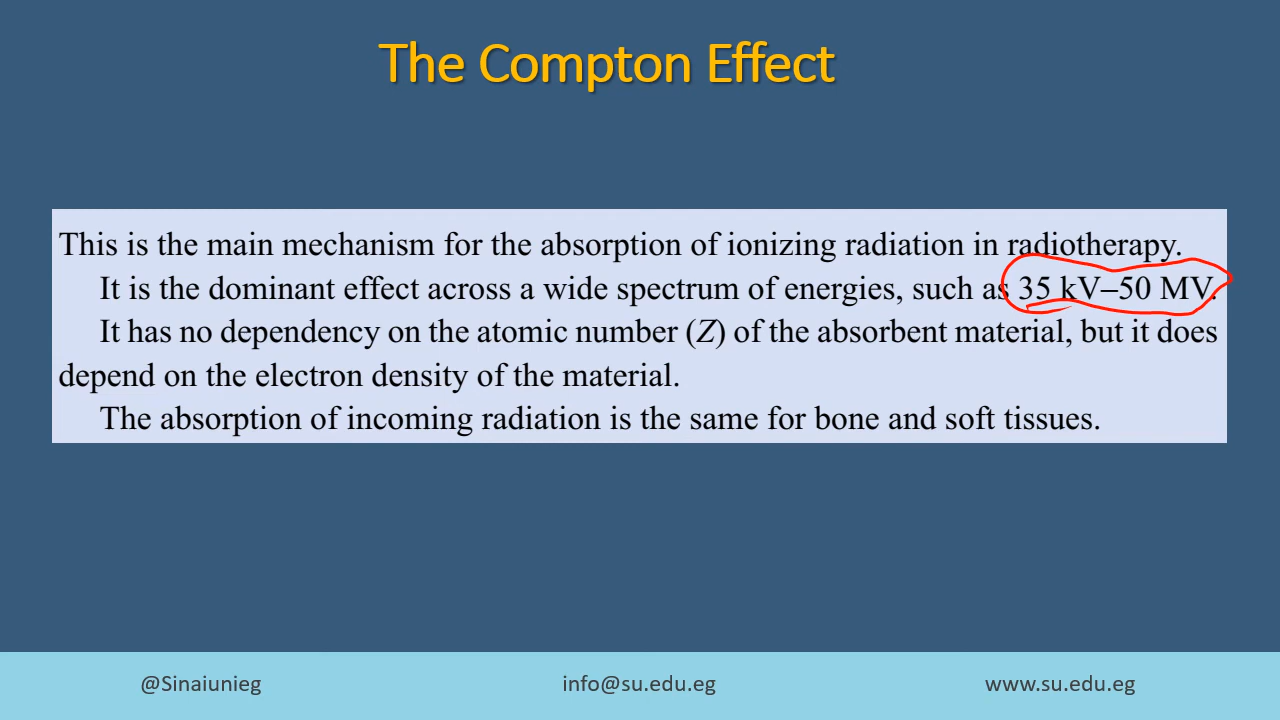 The Compton Effect
This is the main mechanism for the absorption of ionizing radiation in radiotherapy.
It is the dominant effect across a wide spectrum of energies, such as 35 kV–50 MV.
It has no dependency on the atomic number (Z) of the absorbent material, but it does
depend on the electron density of the material.
The absorption of incoming radiation is the same for bone and soft tissues.
@Sinaiunieg
info@su.edu.eg
www.su.edu.eg